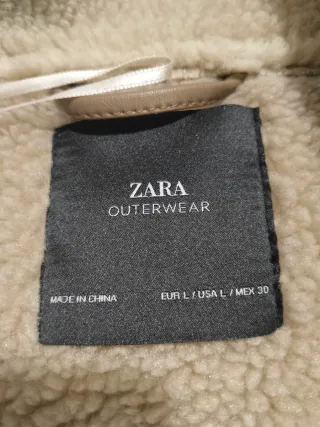 ZARA
OUTERWEAR
MADE IN CHINA
EUR L / USA L / MEX 30